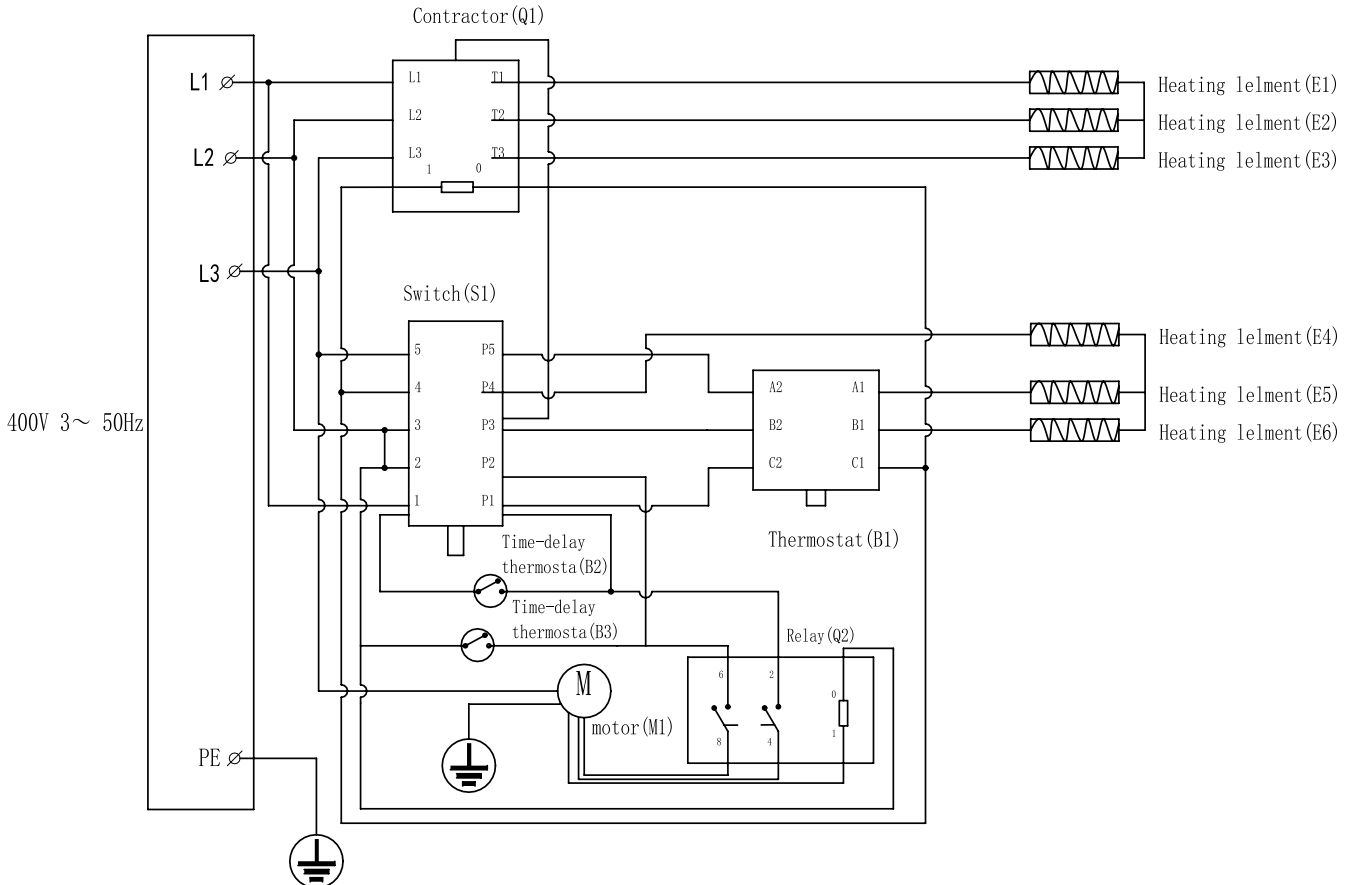 Contractor(Q1)
L1
L1
T1
Heating lelment(E1)
L2
T2
Heating lelment(E2)
L2
L3
T3
Heating lelment(E3)
1
0
L3
Switch(S1)
5
P5
Heating lelment(E4)
4
P4
A2
A1
Heating lelment(E5)
400V 3～ 50Hz
3
P3
B2
B1
Heating lelment(E6)
2
P2
C2
C1
1
P1
Thermostat(B1)
Time-delay
thermosta(B2)
Time-delay
thermosta(B3)
Relay(Q2)
6
2
M
0
motor(M1)
8
4
1
PE